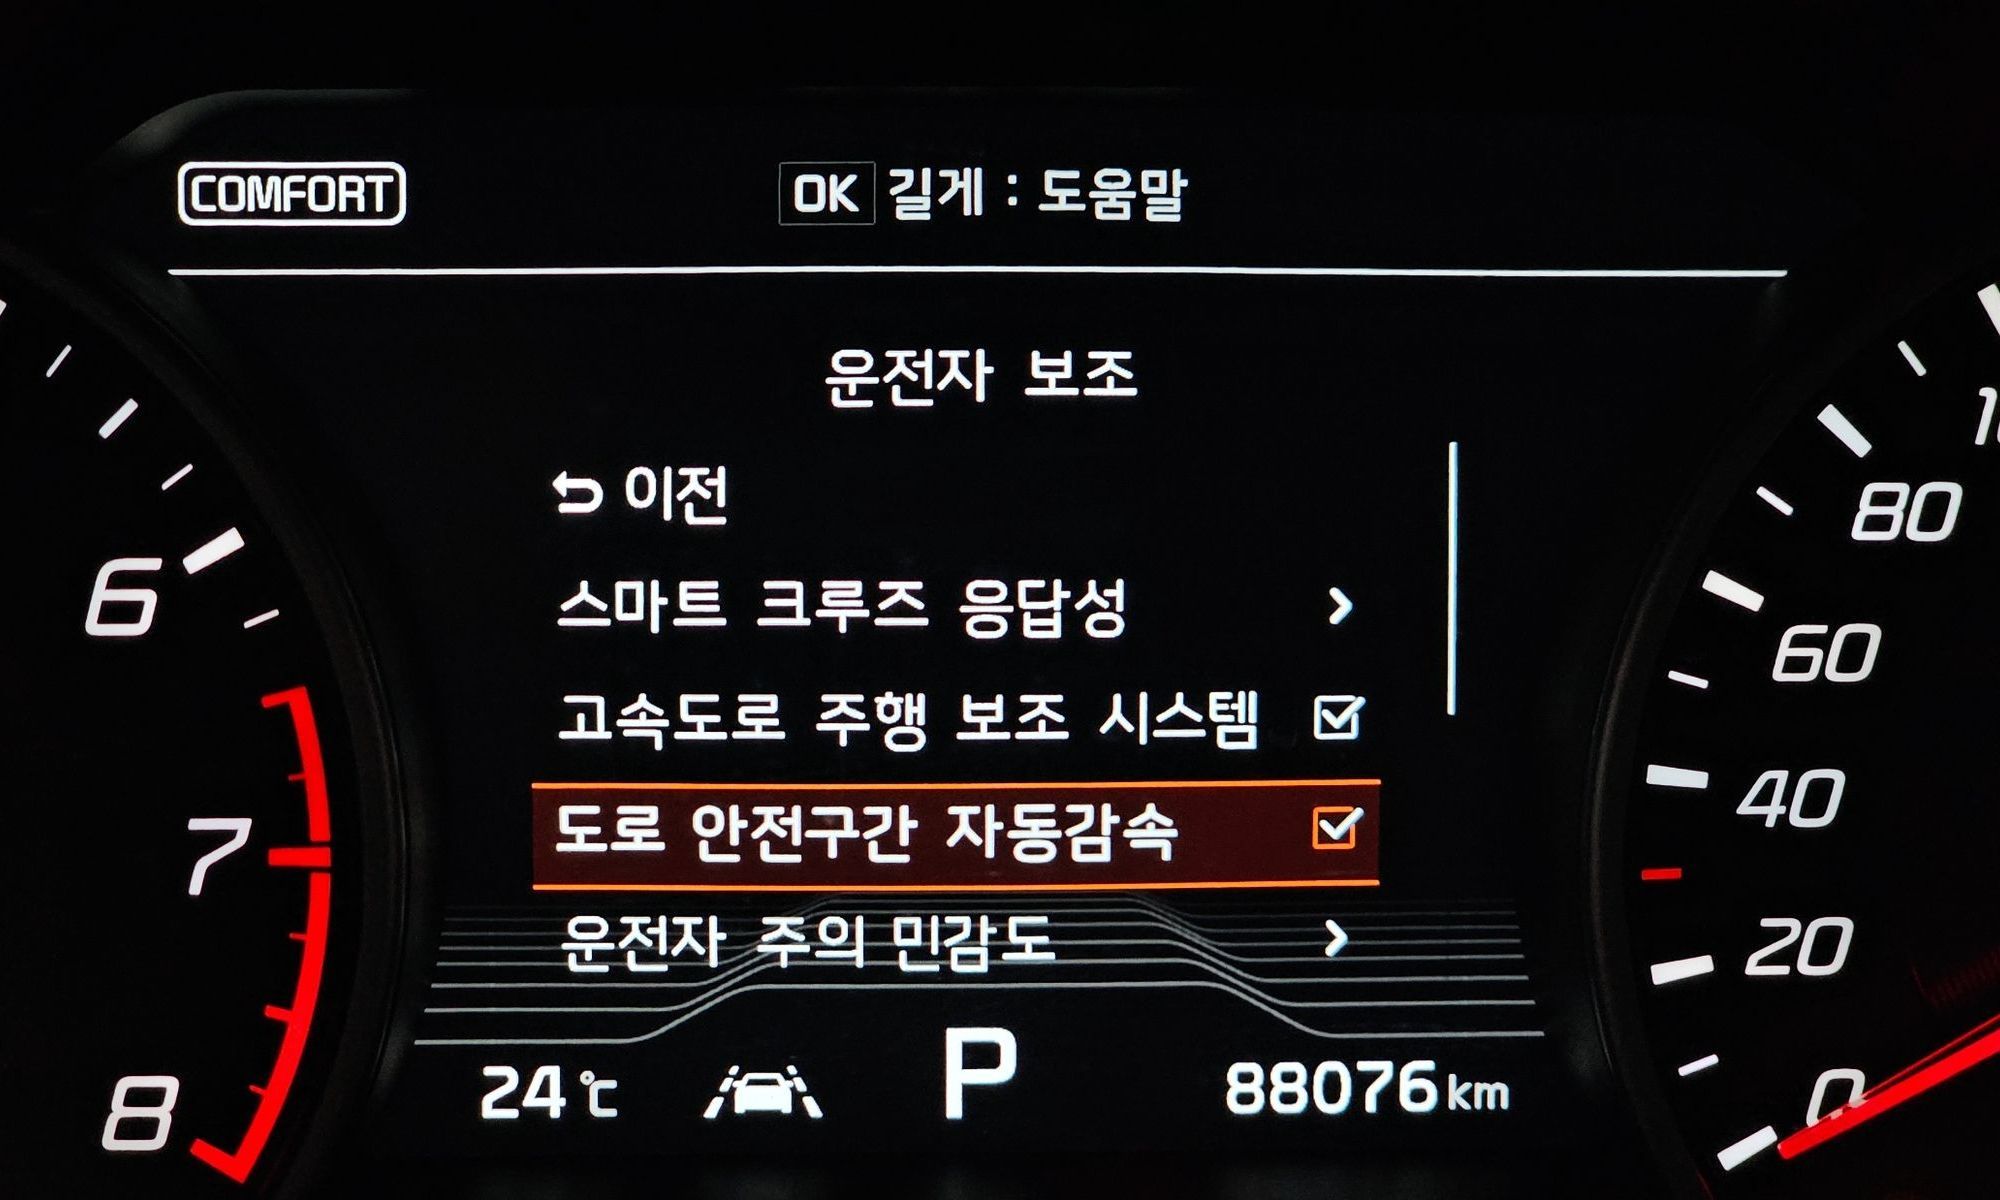 COMFORT
OK 길게 : 도움말
운전자 보조
이전
스마트 크루즈 응답성
고속도로 주행 보조 시스템
도로 안전구간 자동감속
운전자 주의 민감도
24℃ P 88076km
6
7
8
80
60
40
20
0